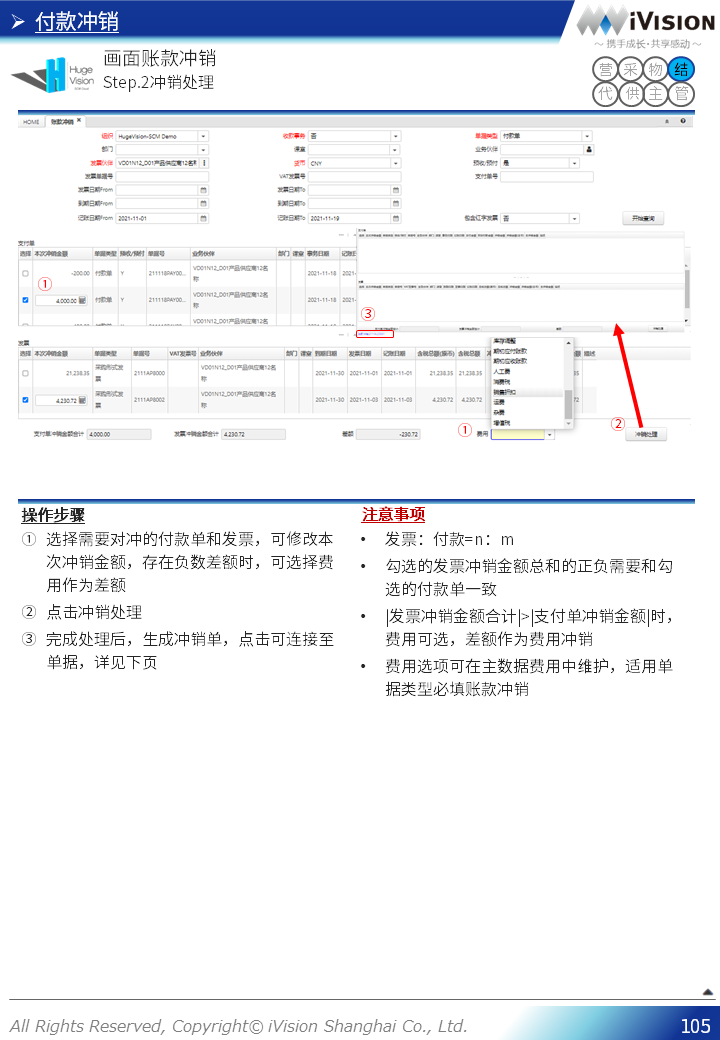 付款冲销
iVISION
～ 携手成长·共享感动 ～
Huge Vision
画面账款冲销
Step.2冲销处理
营 采 物 结
代 供 主 管
HOME 账款冲销
组织 HugeVision-SCM Demo 收款事务 否 单据类型 付款单
部门 课室 业务伙伴
发票伙伴 VD01N12_D01产品供应商12名称 货币 CNY 预收/预付 是
发票单据号 VAT发票号 支付单号
发票日期From 发票日期To
到期日期From 到期日期To
记账日期From 2021-11-01 记账日期To 2021-11-19 包含红字发票 否 开始查询
支付单
选择 本次冲销金额 单据类型 预收/预付 单据号 业务伙伴 部门 课室 事务日期
-200.00 付款单 Y 211118PAY00... VD01N12_D01产品供应商12名称 2021-11-18
①
4,000.00 付款单 Y 211116PAY00... VD01N12_D01产品供应商12名称 2021-11-16
VD01N12_D01产品供应商12名
③
发票
选择 本次冲销金额 单据类型 单据号 VAT发票号 业务伙伴 部门 课室 到期日期 发票日期 记账日期 含税总额(原币) 含税总额 描述
21,238.35 采购形式发票 2111AP8000 VD01N12_D01产品供应商12名称 2021-11-30 2021-11-01 2021-11-01 21,238.35 21,238.35
4,230.72 采购形式发票 2111AP8002 VD01N12_D01产品供应商12名称 2021-11-30 2021-11-03 2021-11-03 4,230.72 4,230.72
库存调整
期初应付账款
期初应收账款
人工费
消费税
销售折扣
运费
杂费
增值税
支付单冲销金额合计 4,000.00 发票冲销金额合计 4,230.72 差额 -230.72 ① 费用 ② 冲销处理
操作步骤
① 选择需要对冲的付款单和发票，可修改本
次冲销金额，存在负数差额时，可选择费
用作为差额
② 点击冲销处理
③ 完成处理后，生成冲销单，点击可连接至
单据，详见下页
注意事项
• 发票：付款=n：m
• 勾选的发票冲销金额总和的正负需要和勾
选的付款单一致
• |发票冲销金额合计|>|支付单冲销金额|时，
费用可选，差额作为费用冲销
• 费用选项可在主数据费用中维护，适用单
据类型必填账款冲销
All Rights Reserved, Copyright© iVision Shanghai Co., Ltd.
105